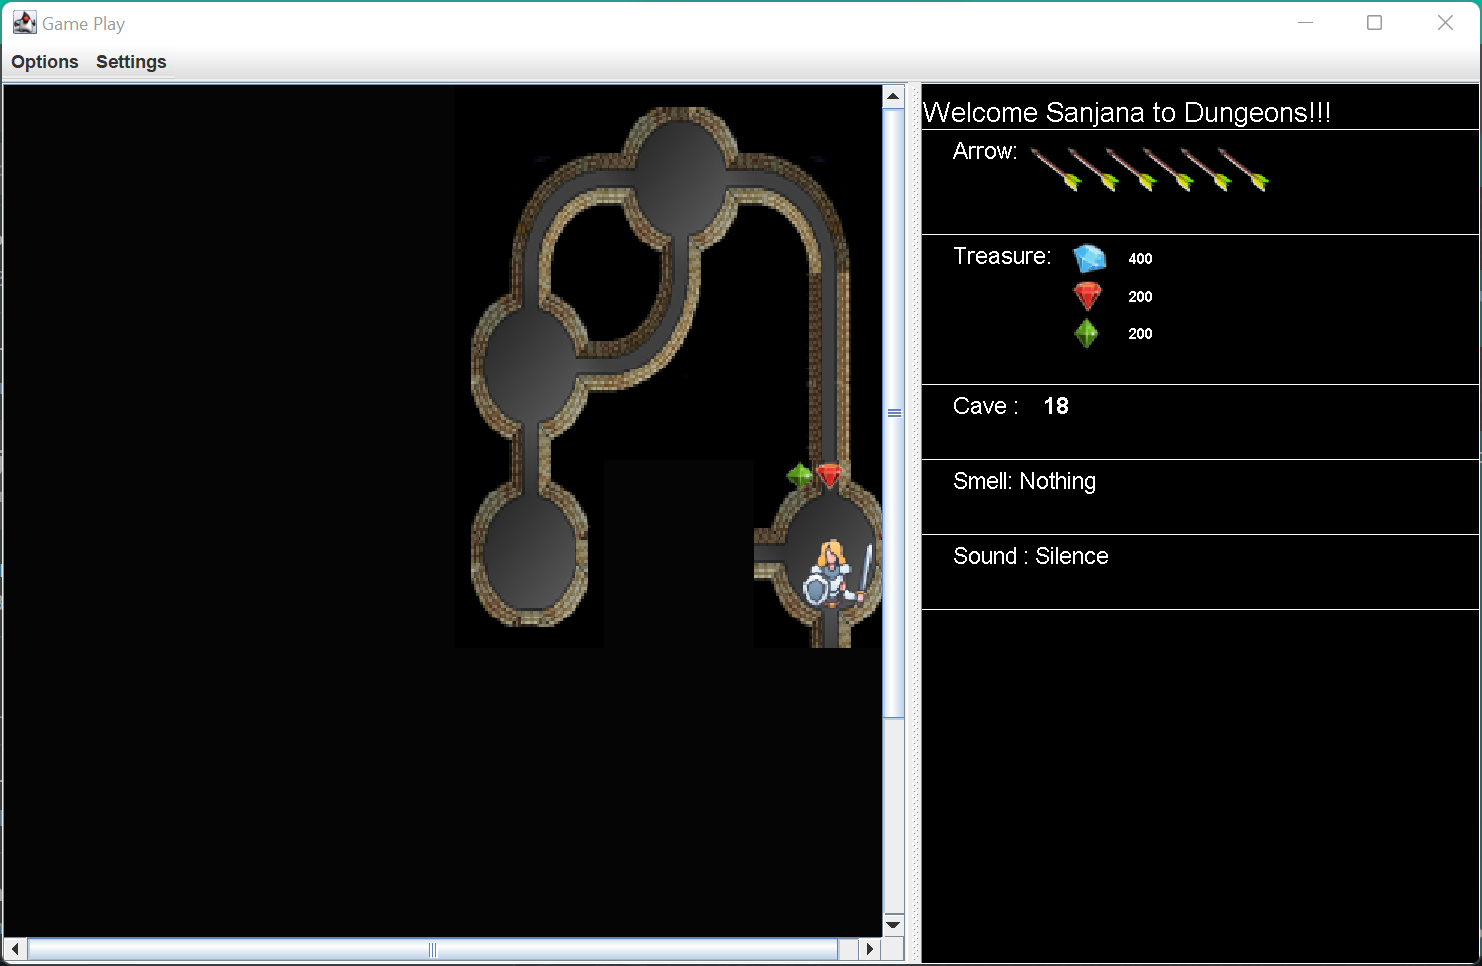 Game Play
Options Settings
Welcome Sanjana to Dungeons!!!
Arrow:
Treasure: 400
200
200
Cave : 18
Smell: Nothing
Sound : Silence